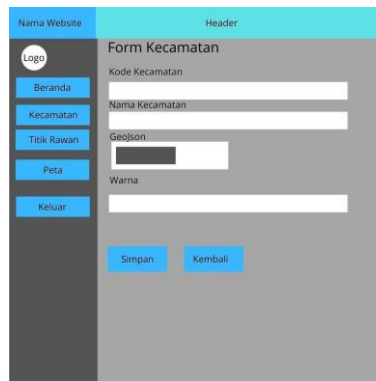 Nama Website
Header
Logo
Beranda
Kecamatan
Titik Rawan
Peta
Keluar
Form Kecamatan
Kode Kecamatan
Nama Kecamatan
GeoJson
Warna
Simpan
Kembali